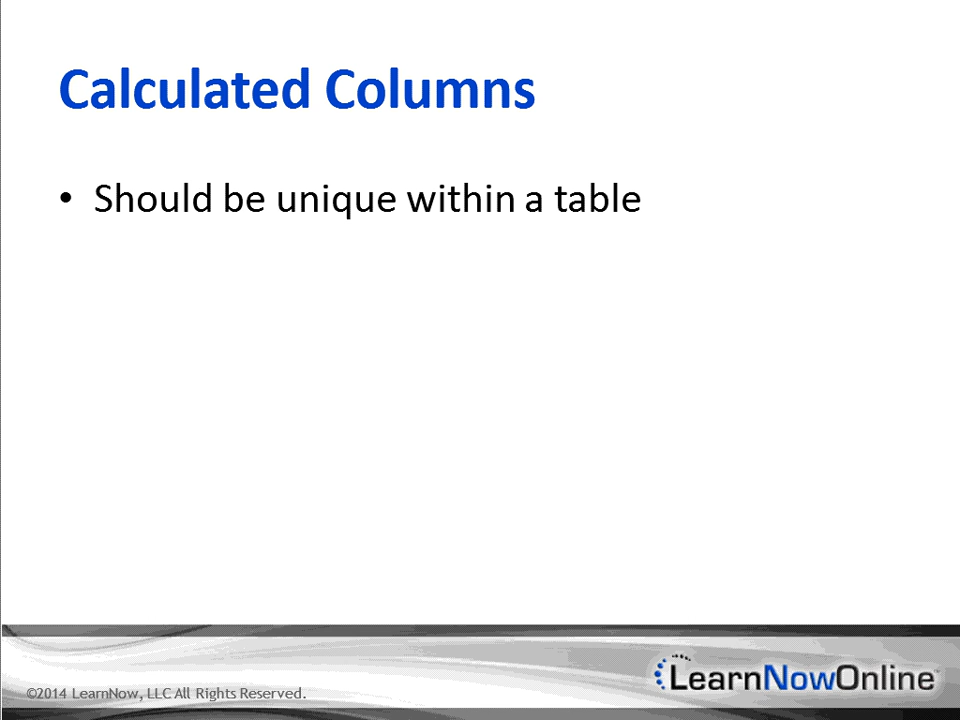 Calculated Columns
• Should be unique within a table
©2014 LearnNow, LLC All Rights Reserved.
LearnNowOnline